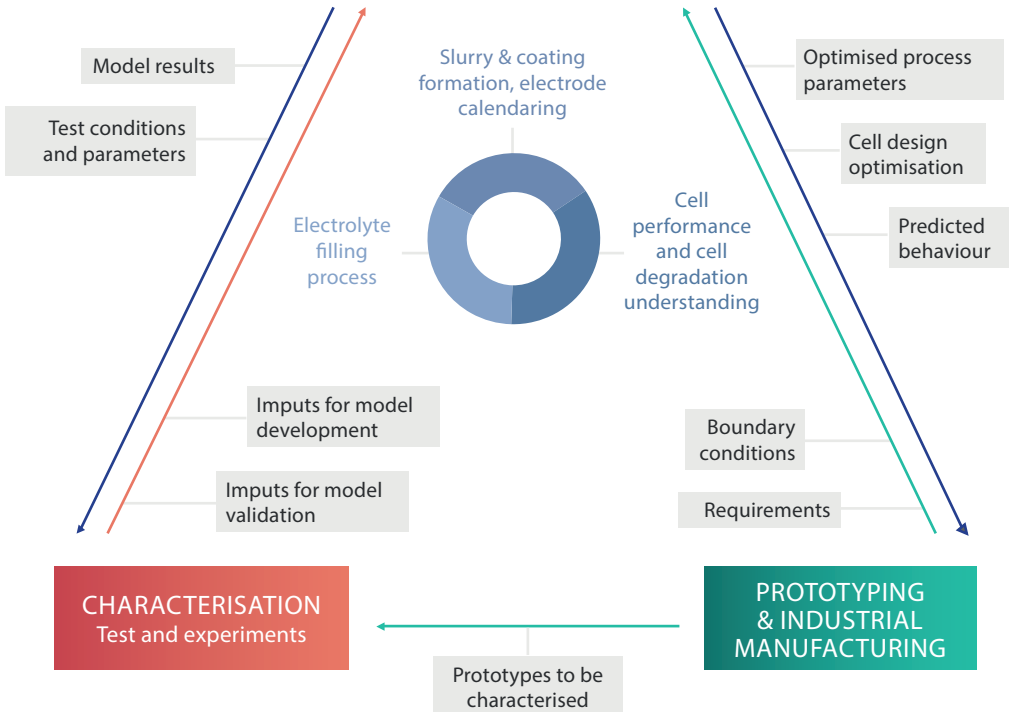 Model results
Test conditions
and parameters
Slurry & coating
formation, electrode
calendaring
Electrolyte
filling
process
Cell
performance
and cell
degradation
understanding
Optimised process
parameters
Cell design
optimisation
Predicted
behaviour
Imputs for model
development
Imputs for model
validation
Boundary
conditions
Requirements
CHARACTERISATION
Test and experiments
PROTOTYPING
& INDUSTRIAL
MANUFACTURING
Prototypes to be
characterised